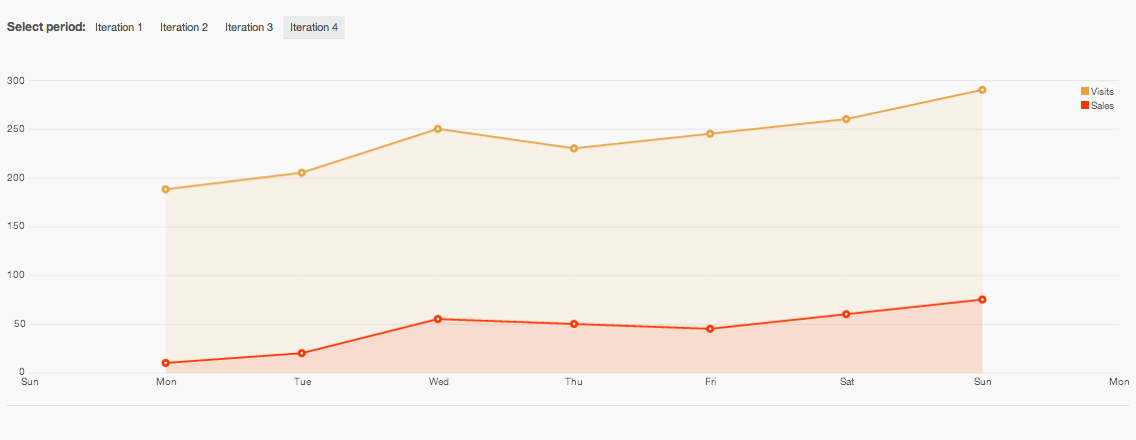 Select period: Iteration 1 Iteration 2 Iteration 3 Iteration 4
300
Visits
Sales
250
200
150
100
50
0
Sun Mon Tue Wed Thu Fri Sat Sun Mon